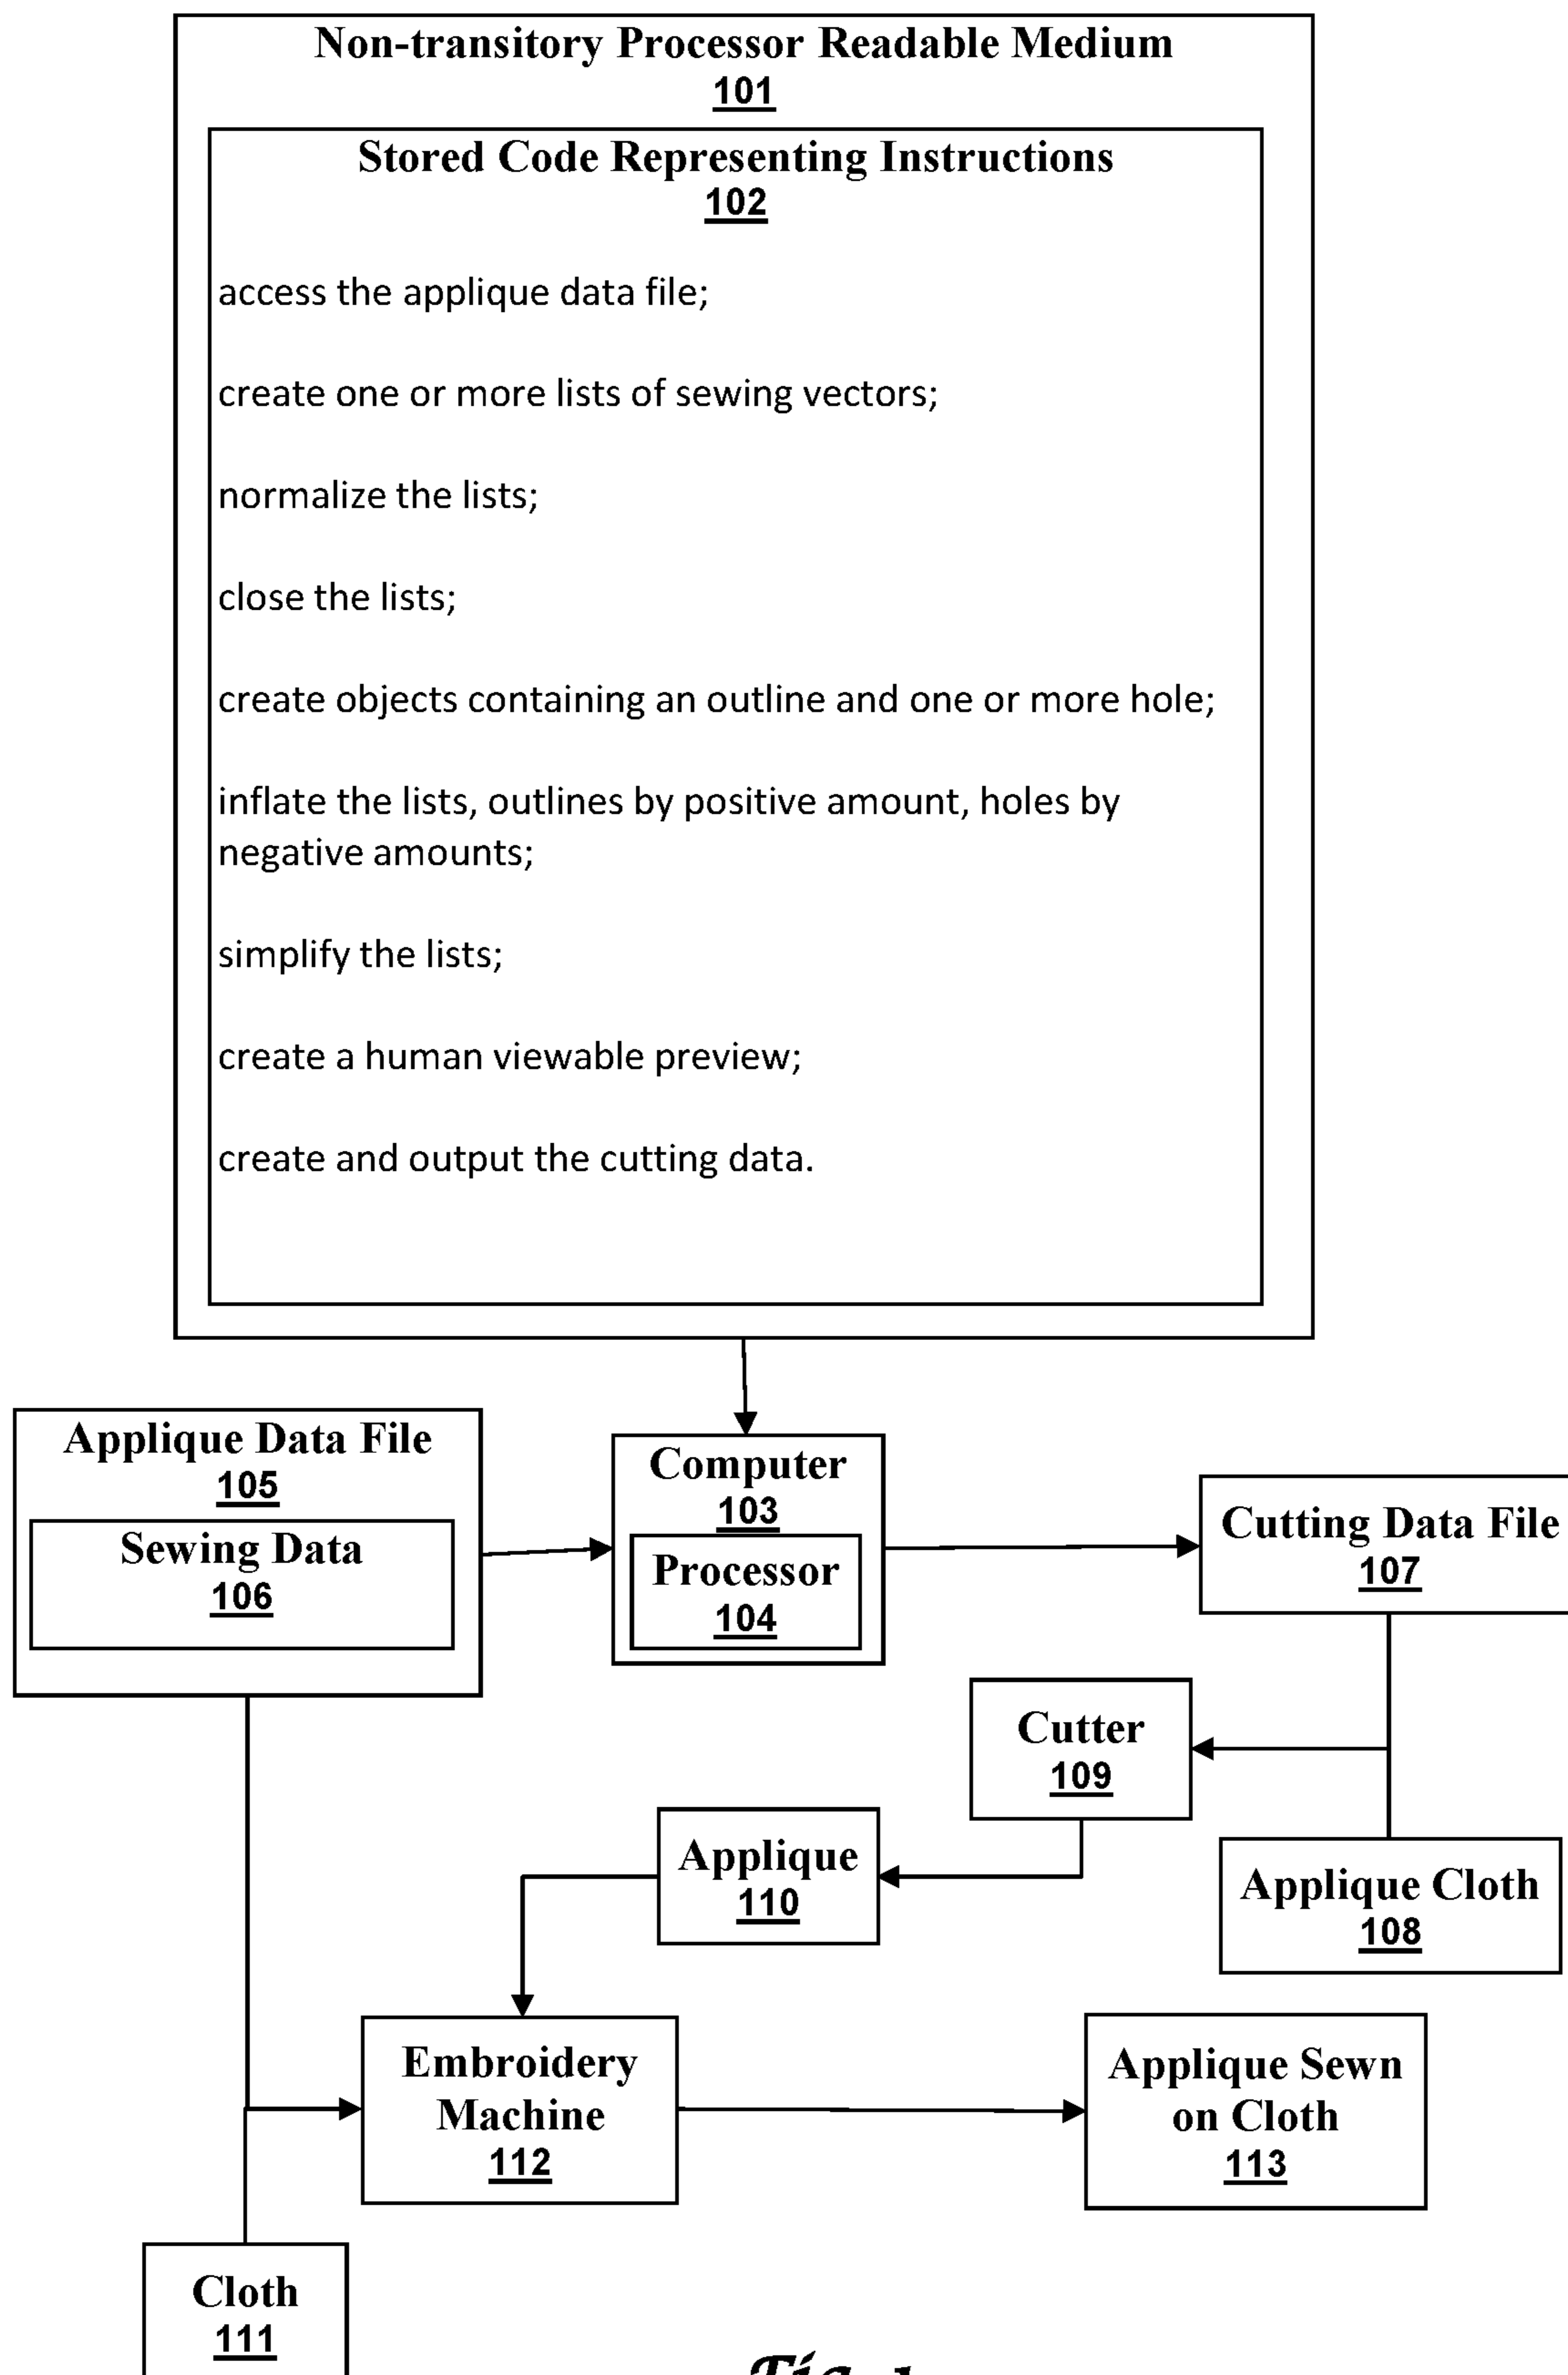 Non-transitory Processor Readable Medium
101
Stored Code Representing Instructions
102
access the applique data file;
create one or more lists of sewing vectors;
normalize the lists;
close the lists;
create objects containing an outline and one or more hole;
inflate the lists, outlines by positive amount, holes by
negative amounts;
simplify the lists;
create a human viewable preview;
create and output the cutting data.
Applique Data File
105
Sewing Data
106
Computer
103
Processor
104
Cutting Data File
107
Cutter
109
Applique
110
Applique Cloth
108
Embroidery
Machine
112
Applique Sewn
on Cloth
113
Cloth
111